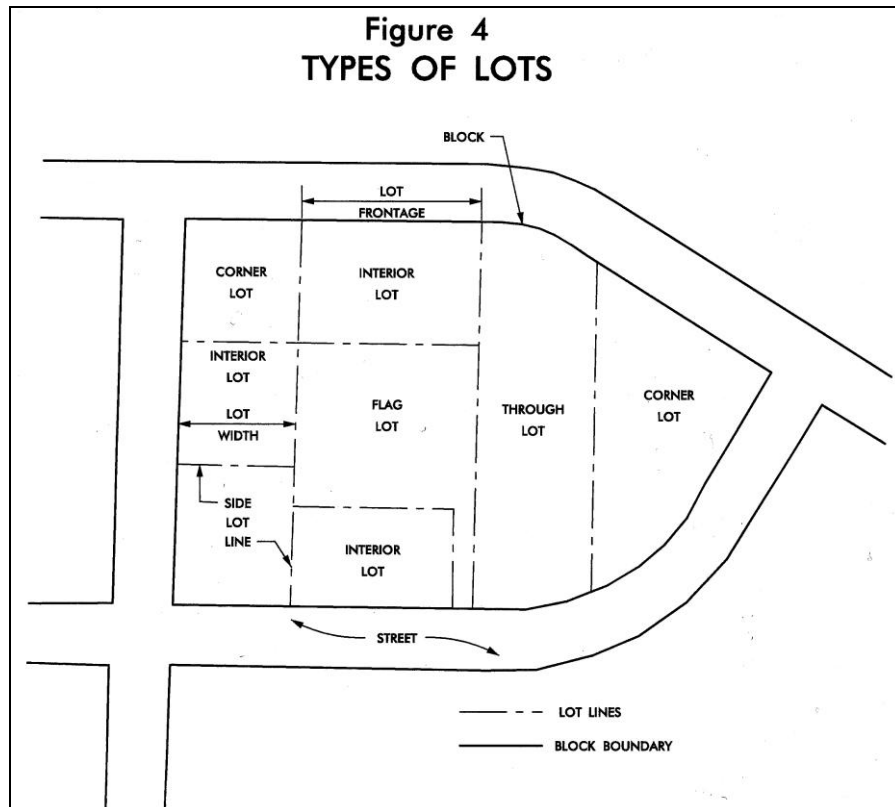 Figure 4
TYPES OF LOTS
BLOCK
LOT
FRONTAGE
CORNER
LOT
INTERIOR
LOT
INTERIOR
LOT
LOT
WIDTH
FLAG
LOT
THROUGH
LOT
CORNER
LOT
SIDE
LOT
LINE
INTERIOR
LOT
STREET
LOT LINES
BLOCK BOUNDARY